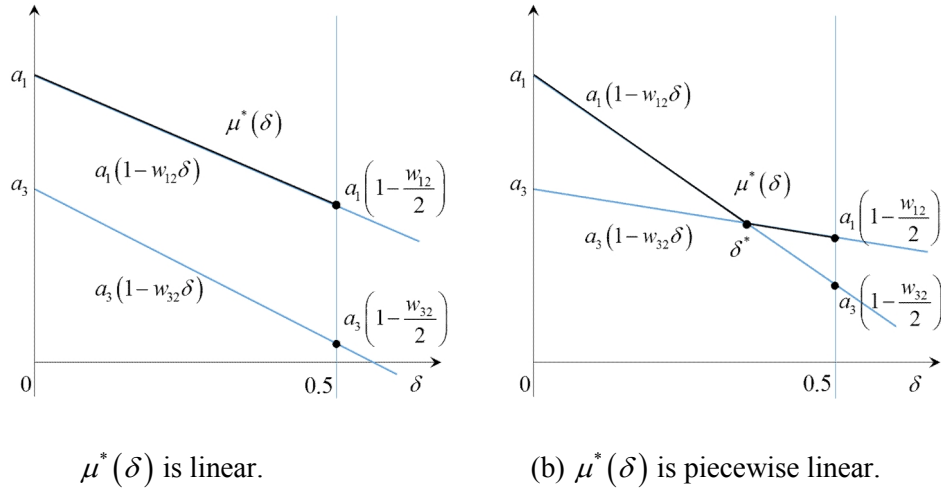 a₁
μ*(δ)
a₁(1−w₁₂δ)
a₃
a₁(1−w₁₂/2)
a₃(1−w₃₂δ)
a₃(1−w₃₂/2)
0
0.5
δ
μ*(δ) is linear.
a₁
a₁(1−w₁₂δ)
a₃
μ*(δ)
a₁(1−w₁₂/2)
a₃(1−w₃₂δ)
δ*
a₃(1−w₃₂/2)
0
0.5
δ
(b) μ*(δ) is piecewise linear.